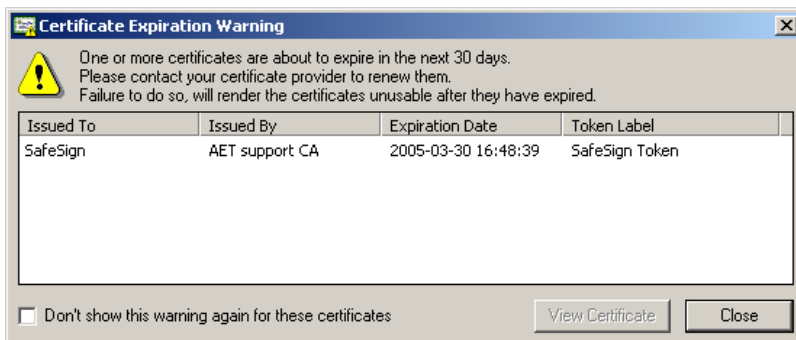 Certificate Expiration Warning
One or more certificates are about to expire in the next 30 days.
Please contact your certificate provider to renew them.
Failure to do so, will render the certificates unusable after they have expired.
Issued To Issued By Expiration Date Token Label
SafeSign AET support CA 2005-03-30 16:48:39 SafeSign Token
Don't show this warning again for these certificates View Certificate Close